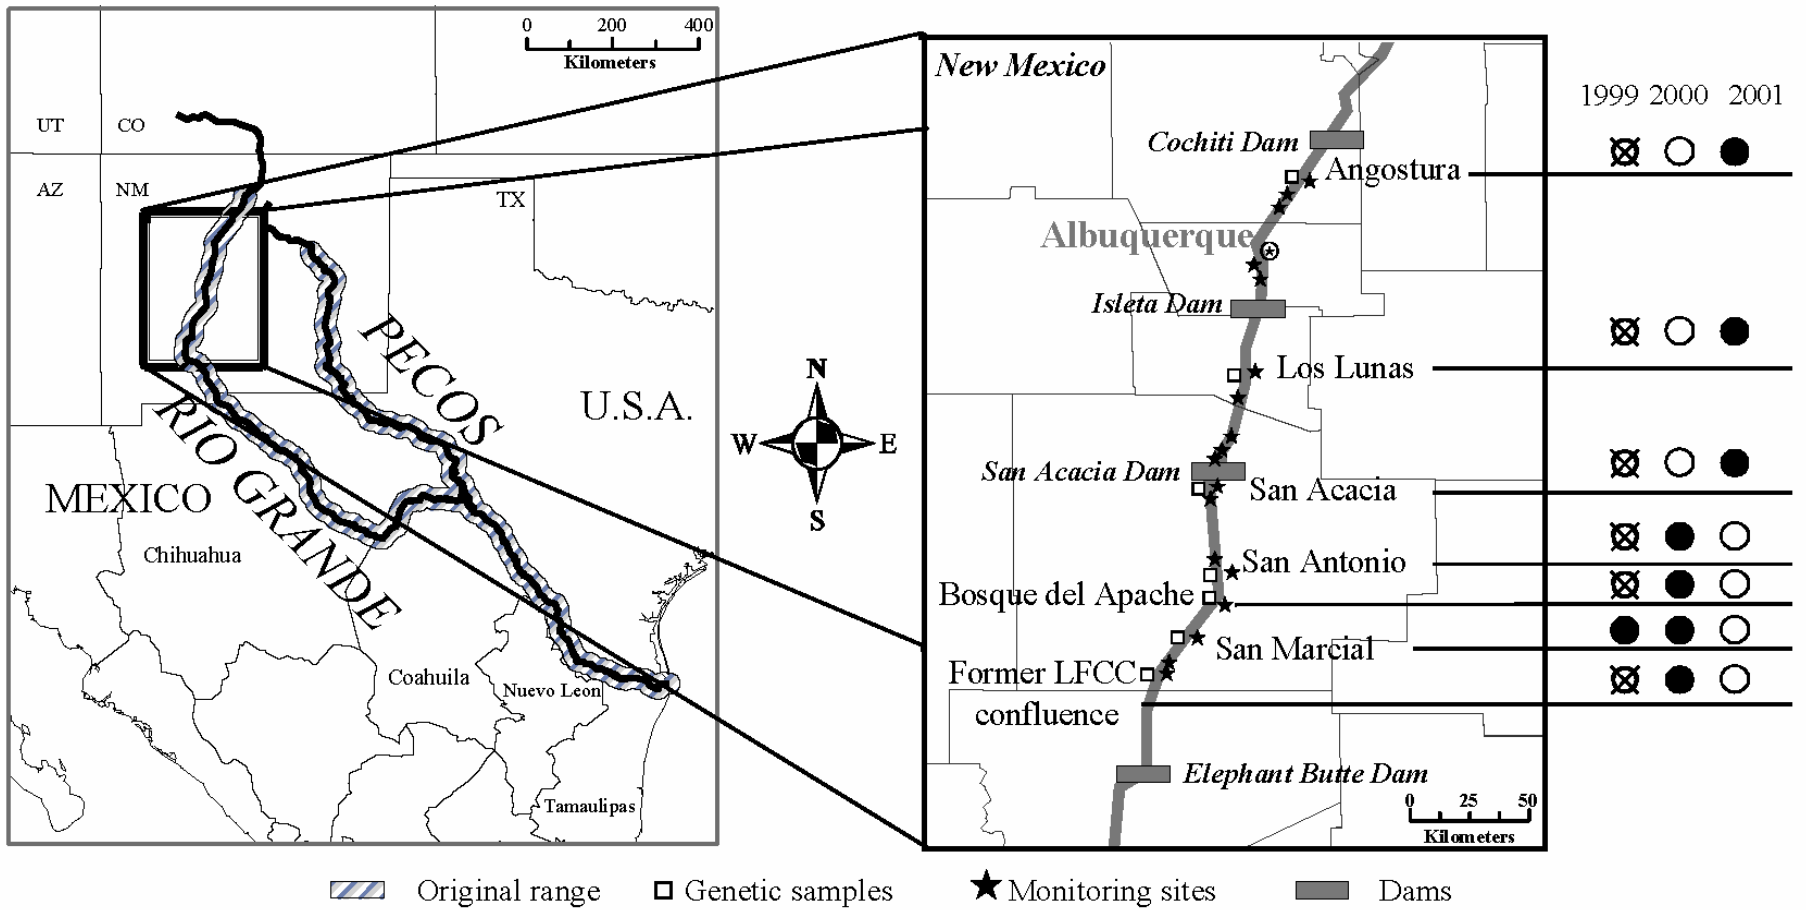 0 200 400
Kilometers
UT CO
AZ NM
TX
PECOS
U.S.A.
RIO GRANDE
MEXICO
Chihuahua
Coahuila
Nuevo Leon
Tamaulipas
N
W E
S
New Mexico
Cochiti Dam
Angostura
Albuquerque
Isleta Dam
Los Lunas
San Acacia Dam
San Acacia
San Antonio
Bosque del Apache
San Marcial
Former LFCC
confluence
Elephant Butte Dam
0 25 50
Kilometers
1999 2000 2001
Original range Genetic samples Monitoring sites Dams